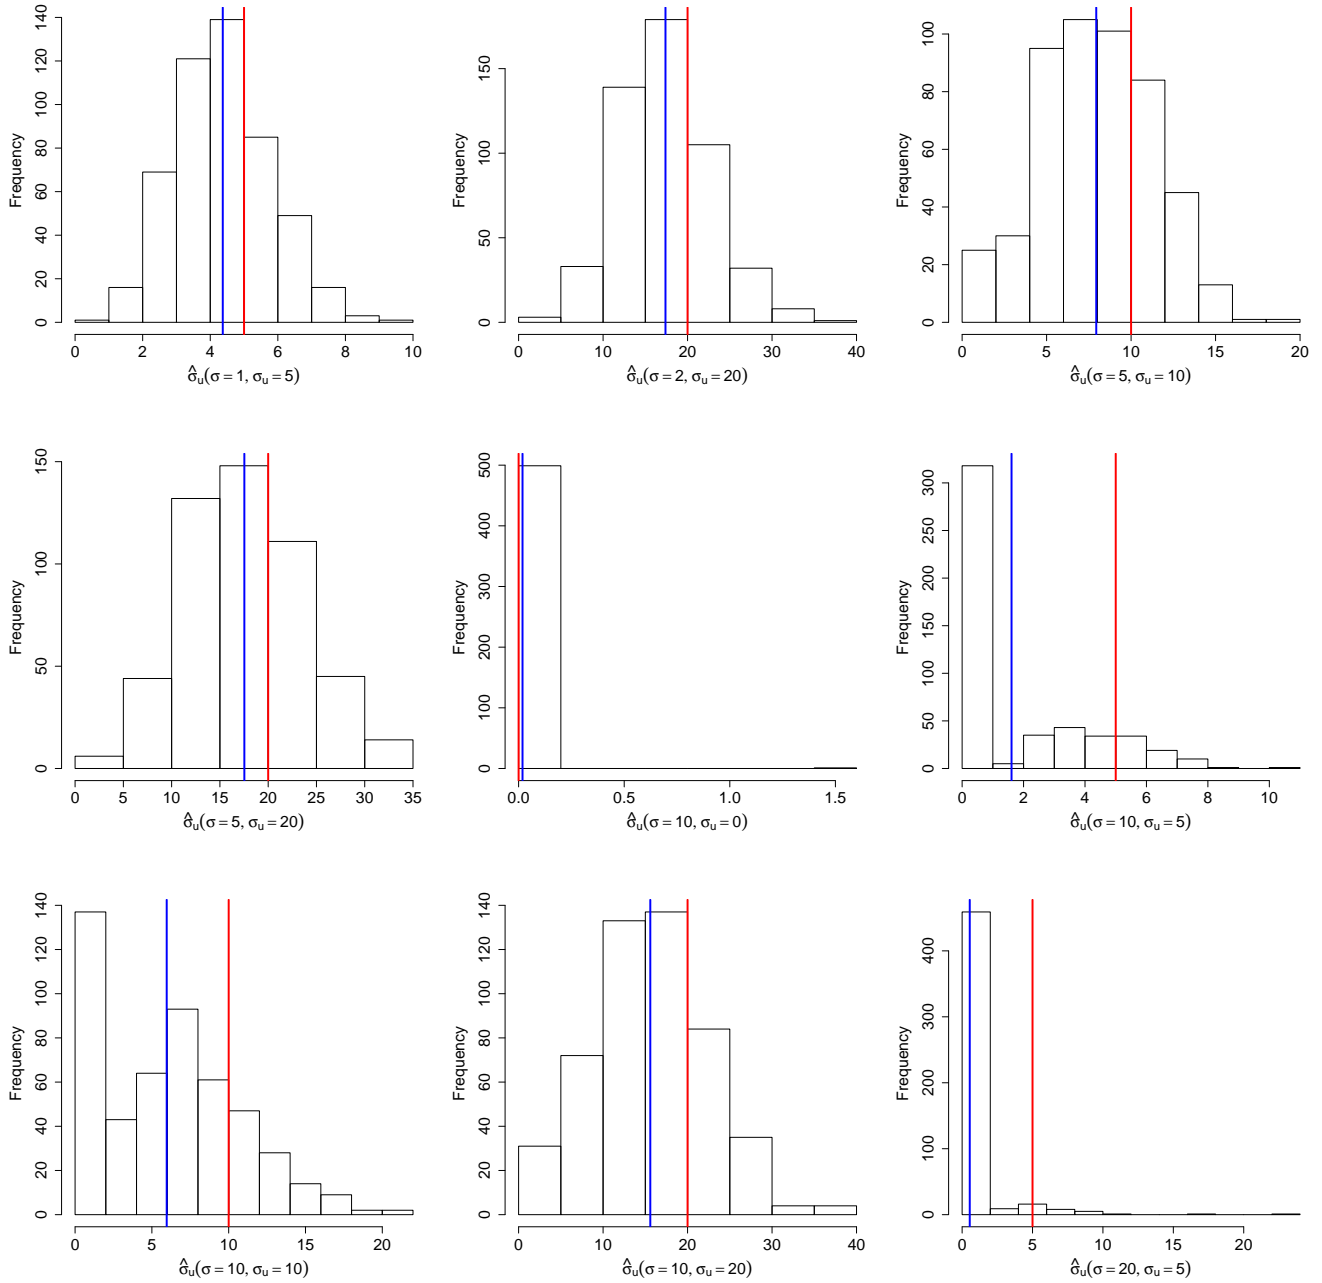 Frequency
0 20 40 60 80 100 120 140
0 2 4 6 8 10
σ̂ᵤ(σ = 1, σᵤ = 5)
Frequency
0 50 100 150
0 10 20 30 40
σ̂ᵤ(σ = 2, σᵤ = 20)
Frequency
0 20 40 60 80 100
0 5 10 15 20
σ̂ᵤ(σ = 5, σᵤ = 10)
Frequency
0 50 100 150
0 5 10 15 20 25 30 35
σ̂ᵤ(σ = 5, σᵤ = 20)
Frequency
0 100 200 300 400 500
0.0 0.5 1.0 1.5
σ̂ᵤ(σ = 10, σᵤ = 0)
Frequency
0 50 100 150 200 250 300
0 2 4 6 8 10
σ̂ᵤ(σ = 10, σᵤ = 5)
Frequency
0 20 40 60 80 100 120 140
0 5 10 15 20
σ̂ᵤ(σ = 10, σᵤ = 10)
Frequency
0 20 40 60 80 100 120 140
0 10 20 30 40
σ̂ᵤ(σ = 10, σᵤ = 20)
Frequency
0 100 200 300 400
0 5 10 15 20
σ̂ᵤ(σ = 20, σᵤ = 5)